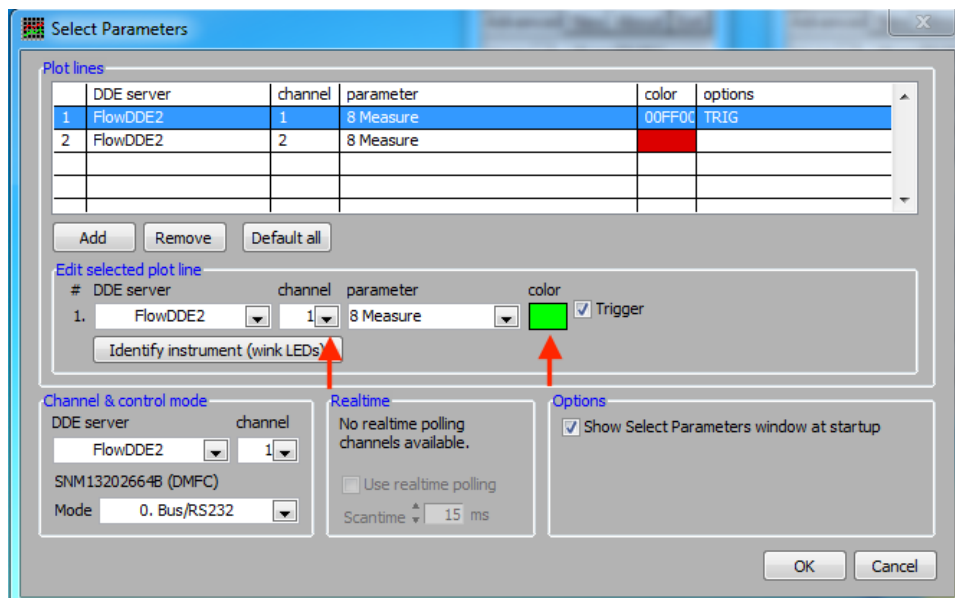 Select Parameters
Plot lines
DDE server channel parameter color options
1 FlowDDE2 1 8 Measure 00FF00 TRIG
2 FlowDDE2 2 8 Measure
Add Remove Default all
Edit selected plot line
# DDE server channel parameter color
1. FlowDDE2 1 8 Measure Trigger
Identify instrument (wink LEDs)
Channel & control mode Realtime Options
DDE server channel No realtime polling Show Select Parameters window at startup
FlowDDE2 1 channels available.
SNM13202664B (DMFC) Use realtime polling
Mode 0. Bus/RS232 Scantime 15 ms
OK Cancel